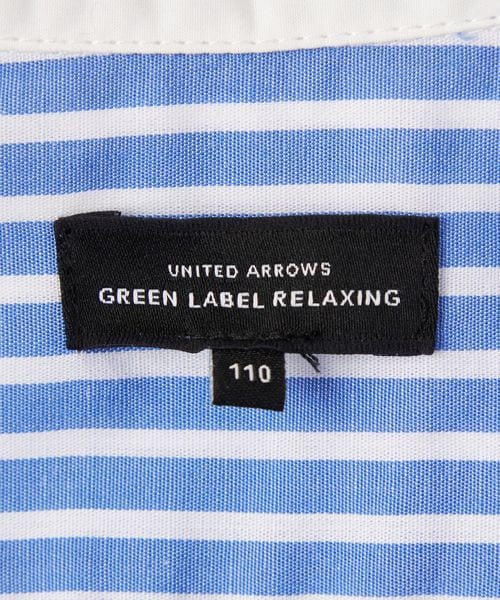 UNITED ARROWS
GREEN LABEL RELAXING
110